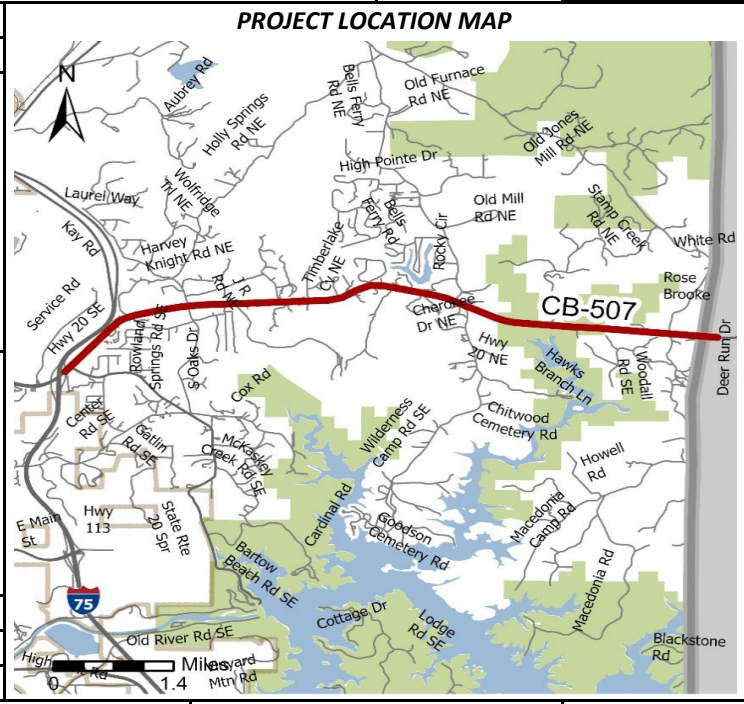 PROJECT LOCATION MAP
N
Aubrey Rd
Holly Springs
Rd NE
Bells Ferry
Rd NE
Old Furnace
Rd NE
Old Jones
Mill Rd NE
High Pointe Dr
Laurel Way
Wolfridge
Trl NE
Kay Rd
Harvey
Knight Rd NE
Timberlake
Cv NE
Bells
Ferry Rd
Rocky Cir
Old Mill
Rd NE
Stamp Creek
Rd NE
White Rd
Rose
Brooke
Service Rd
Hwy 20 SE
J R
Rd NE
Rowland
Springs Rd SE
S Oaks Dr
Cherokee
Dr NE
CB-507
Hwy
20 NE
Hawks
Branch Ln
Woodall
Rd SE
Deer Run Dr
Cox Rd
Center
Rd SE
Gatlin
Rd SE
McKaskey
Creek Rd SE
Wilderness
Camp Rd SE
Chitwood
Cemetery Rd
Howell
Rd
E Main
St
Hwy
113
State Rte
20 Spr
Cardinal Rd
Goodson
Cemetery Rd
Macedonia
Camp Rd
Macedonia Rd
Bartow
Beach Rd SE
75
Old River Rd SE
Cottage Dr
Lodge
Rd SE
Blackstone
Rd
Miles
0 1.4
Mtn Rd